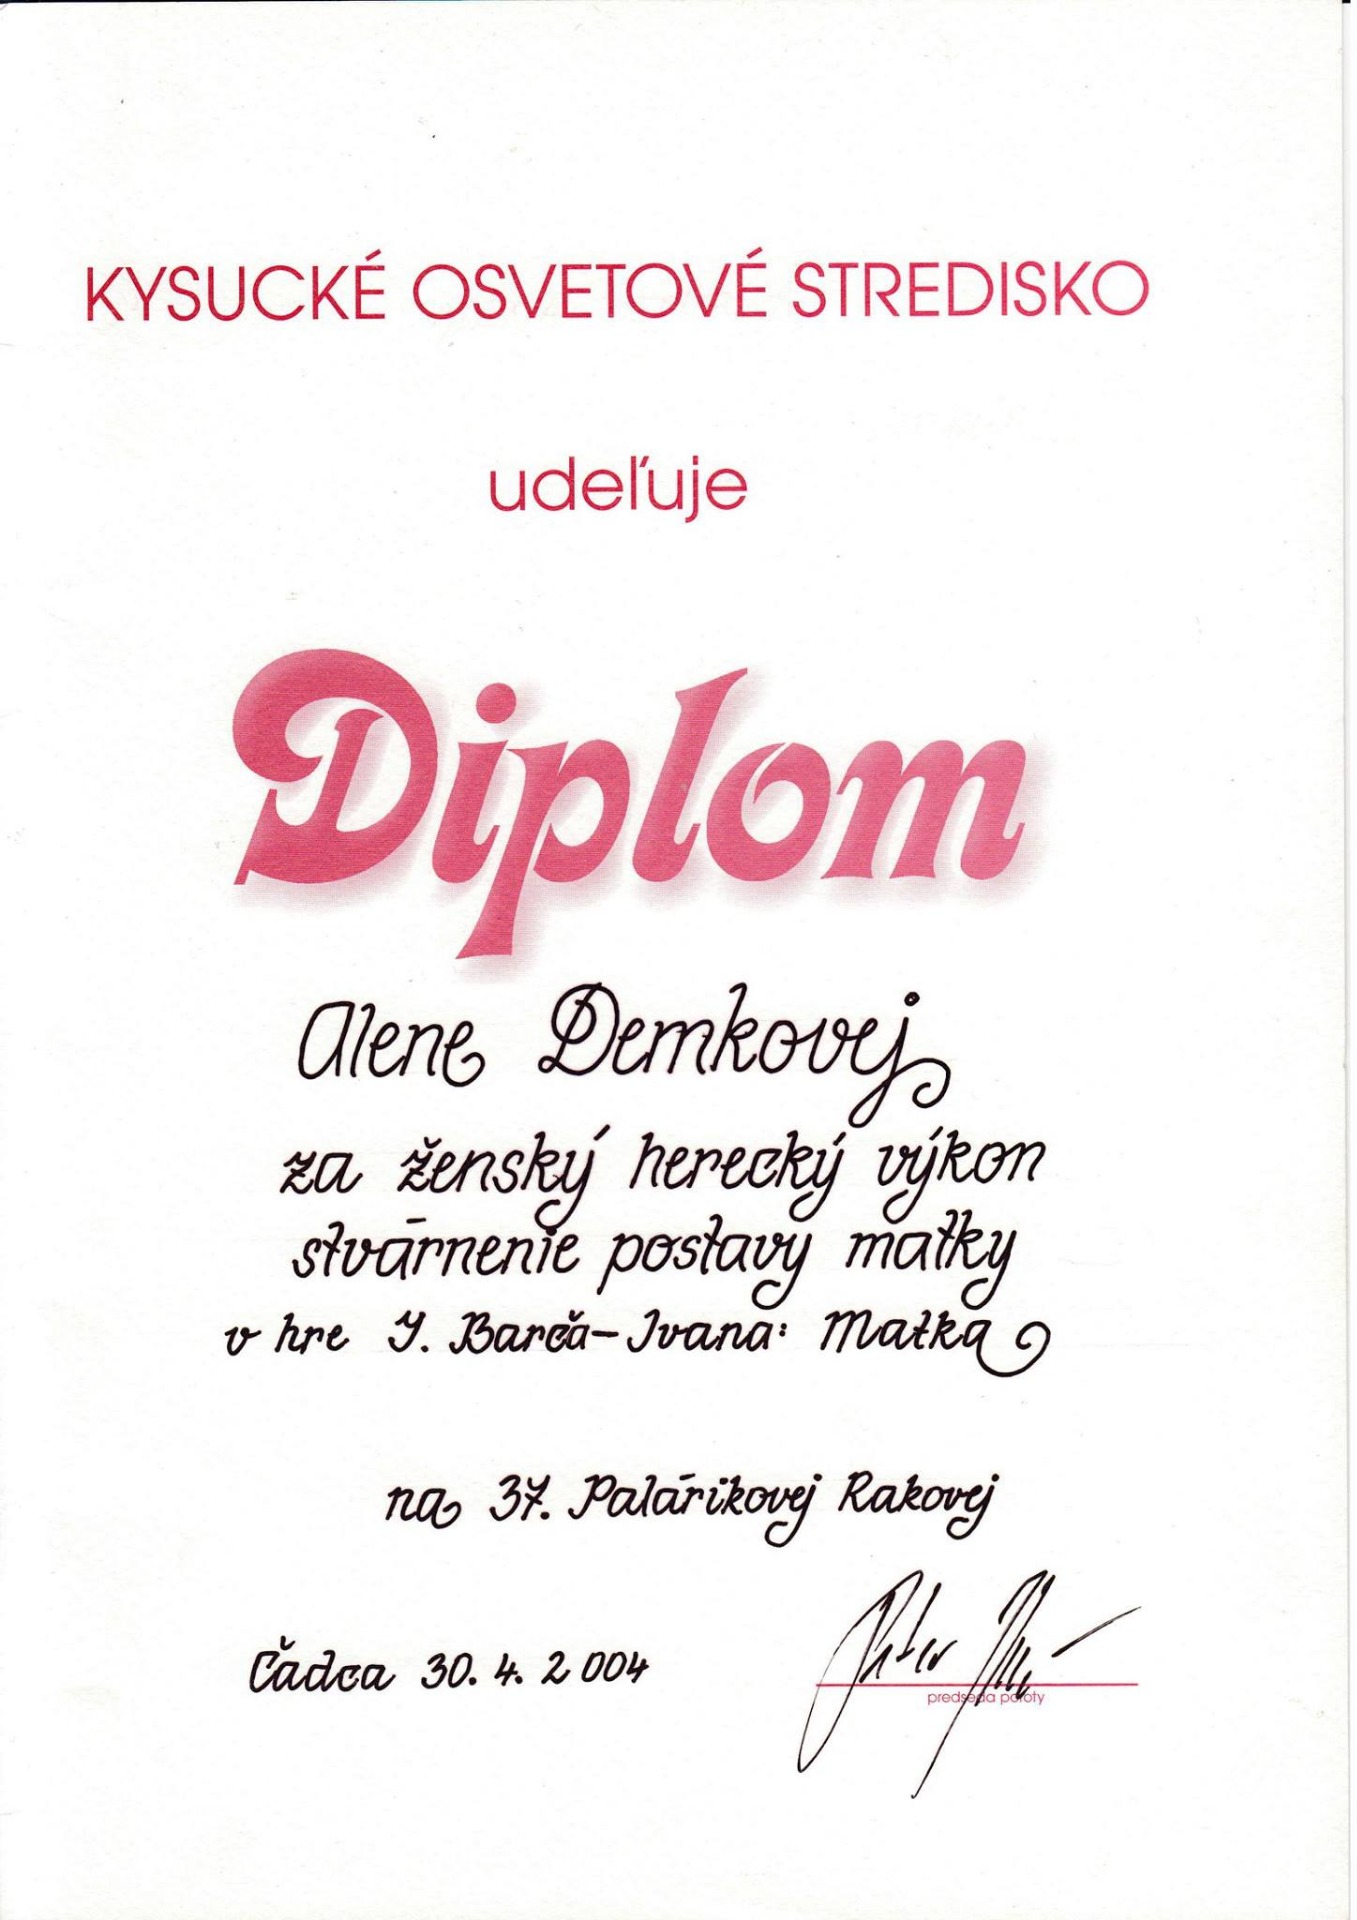 KYSUCKÉ OSVETOVÉ STREDISKO
udeľuje
Diplom
Alene Demkovej
za ženský herecký výkon
stvárnenie postavy matky
v hre J. Barča-Ivana: Matka
na 37. Palárikovej Rakovej
Čadca 30. 4. 2004
predseda poroty